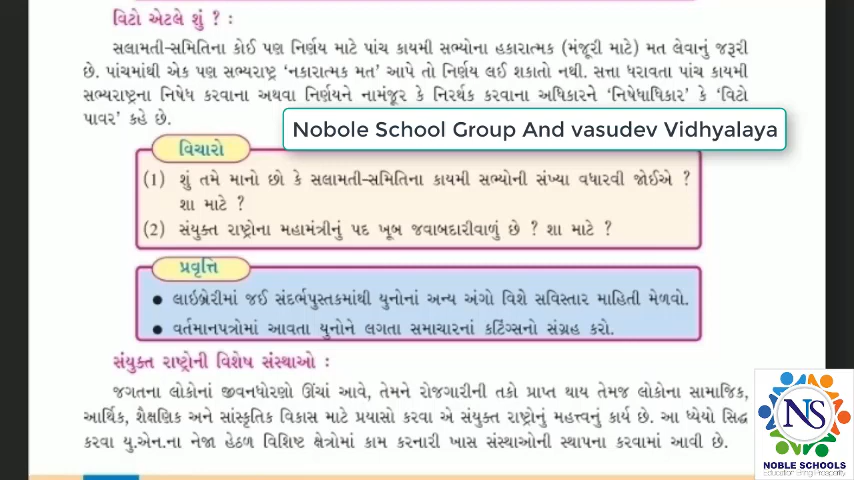 વિટો એટલે શું ? :
સલામતી-સમિતિના કોઈ પણ નિર્ણય માટે પાંચ કાયમી સભ્યોના હકારાત્મક (મંજૂરી માટે) મત લેવાનું જરૂરી
છે. પાંચમાંથી એક પણ સભ્યરાષ્ટ્ર ‘નકારાત્મક મત’ આપે તો નિર્ણય લઈ શકાતો નથી. સત્તા ધરાવતા પાંચ કાયમી
સભ્યરાષ્ટ્રના નિષેધ કરવાના અથવા નિર્ણયને નામંજૂર કે નિરર્થક કરવાના અધિકારને ‘નિષેધાધિકાર’ કે ‘વિટો
પાવર’ કહે છે.
Nobole School Group And vasudev Vidhyalaya
વિચારો
(1) શું તમે માનો છો કે સલામતી-સમિતિના કાયમી સભ્યોની સંખ્યા વધારવી જોઈએ ?
શા માટે ?
(2) સંયુક્ત રાષ્ટ્રોના મહામંત્રીનું પદ ખૂબ જવાબદારીવાળું છે ? શા માટે ?
પ્રવૃત્તિ
● લાઇબ્રેરીમાં જઈ સંદર્ભપુસ્તકમાંથી યુનોનાં અન્ય અંગો વિશે સવિસ્તાર માહિતી મેળવો.
● વર્તમાનપત્રોમાં આવતા યુનોને લગતા સમાચારનાં કટિંગ્સનો સંગ્રહ કરો.
સંયુક્ત રાષ્ટ્રોની વિશેષ સંસ્થાઓ :
જગતના લોકોનાં જીવનધોરણો ઊંચાં આવે, તેમને રોજગારીની તકો પ્રાપ્ત થાય તેમજ લોકોના સામાજિક,
આર્થિક, શૈક્ષણિક અને સાંસ્કૃતિક વિકાસ માટે પ્રયાસો કરવા એ સંયુક્ત રાષ્ટ્રોનું મહત્ત્વનું કાર્ય છે. આ ધ્યેયો સિદ્ધ
કરવા યુ.એન.ના નેજા હેઠળ વિશિષ્ટ ક્ષેત્રોમાં કામ કરનારી ખાસ સંસ્થાઓની સ્થાપના કરવામાં આવી છે.
NS
NOBLE SCHOOLS
Education Bring Prosperity